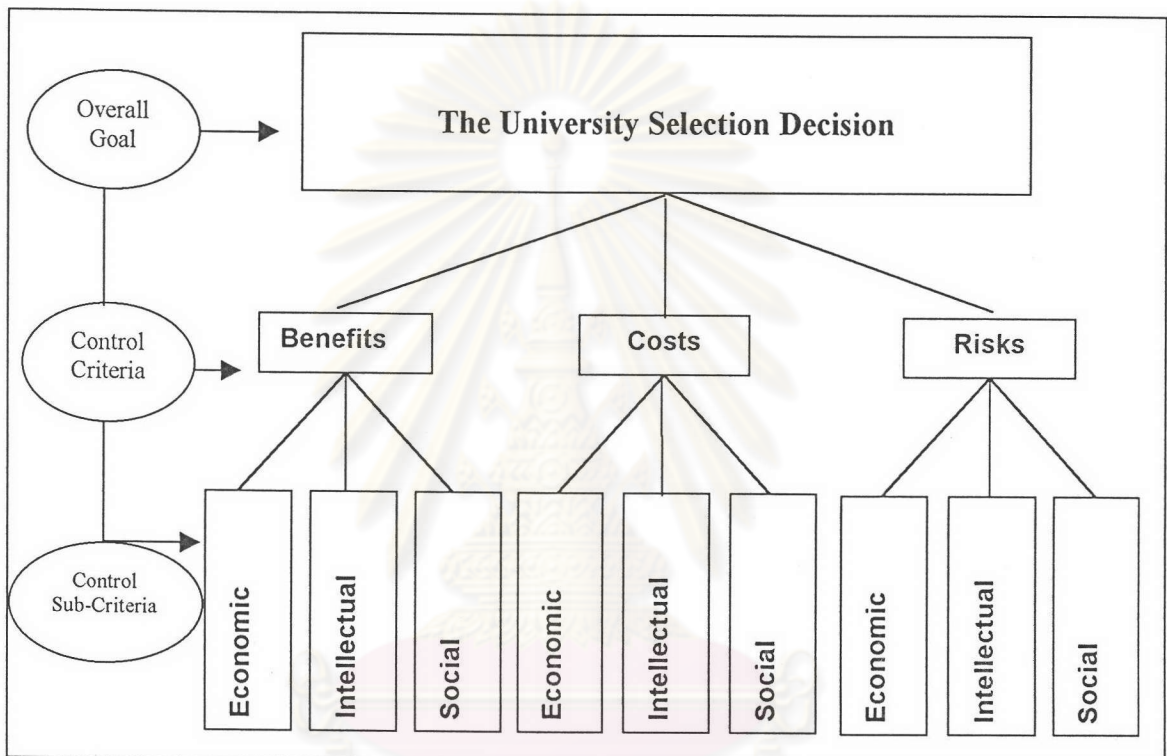 Overall
Goal
The University Selection Decision
Control
Criteria
Benefits
Costs
Risks
Control
Sub-Criteria
Economic
Intellectual
Social
Economic
Intellectual
Social
Economic
Intellectual
Social